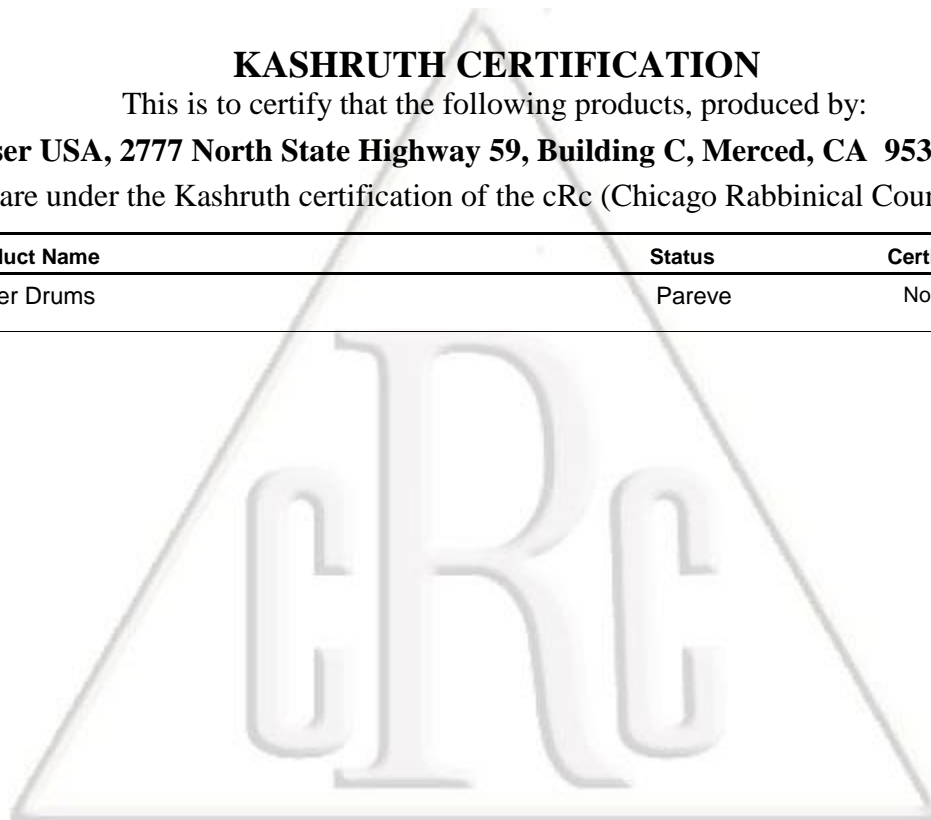 KASHRUTH CERTIFICATION
This is to certify that the following products, produced by:
ser USA, 2777 North State Highway 59, Building C, Merced, CA 953
are under the Kashruth certification of the cRc (Chicago Rabbinical Coun
duct Name Status Certi
er Drums Pareve No
cRc